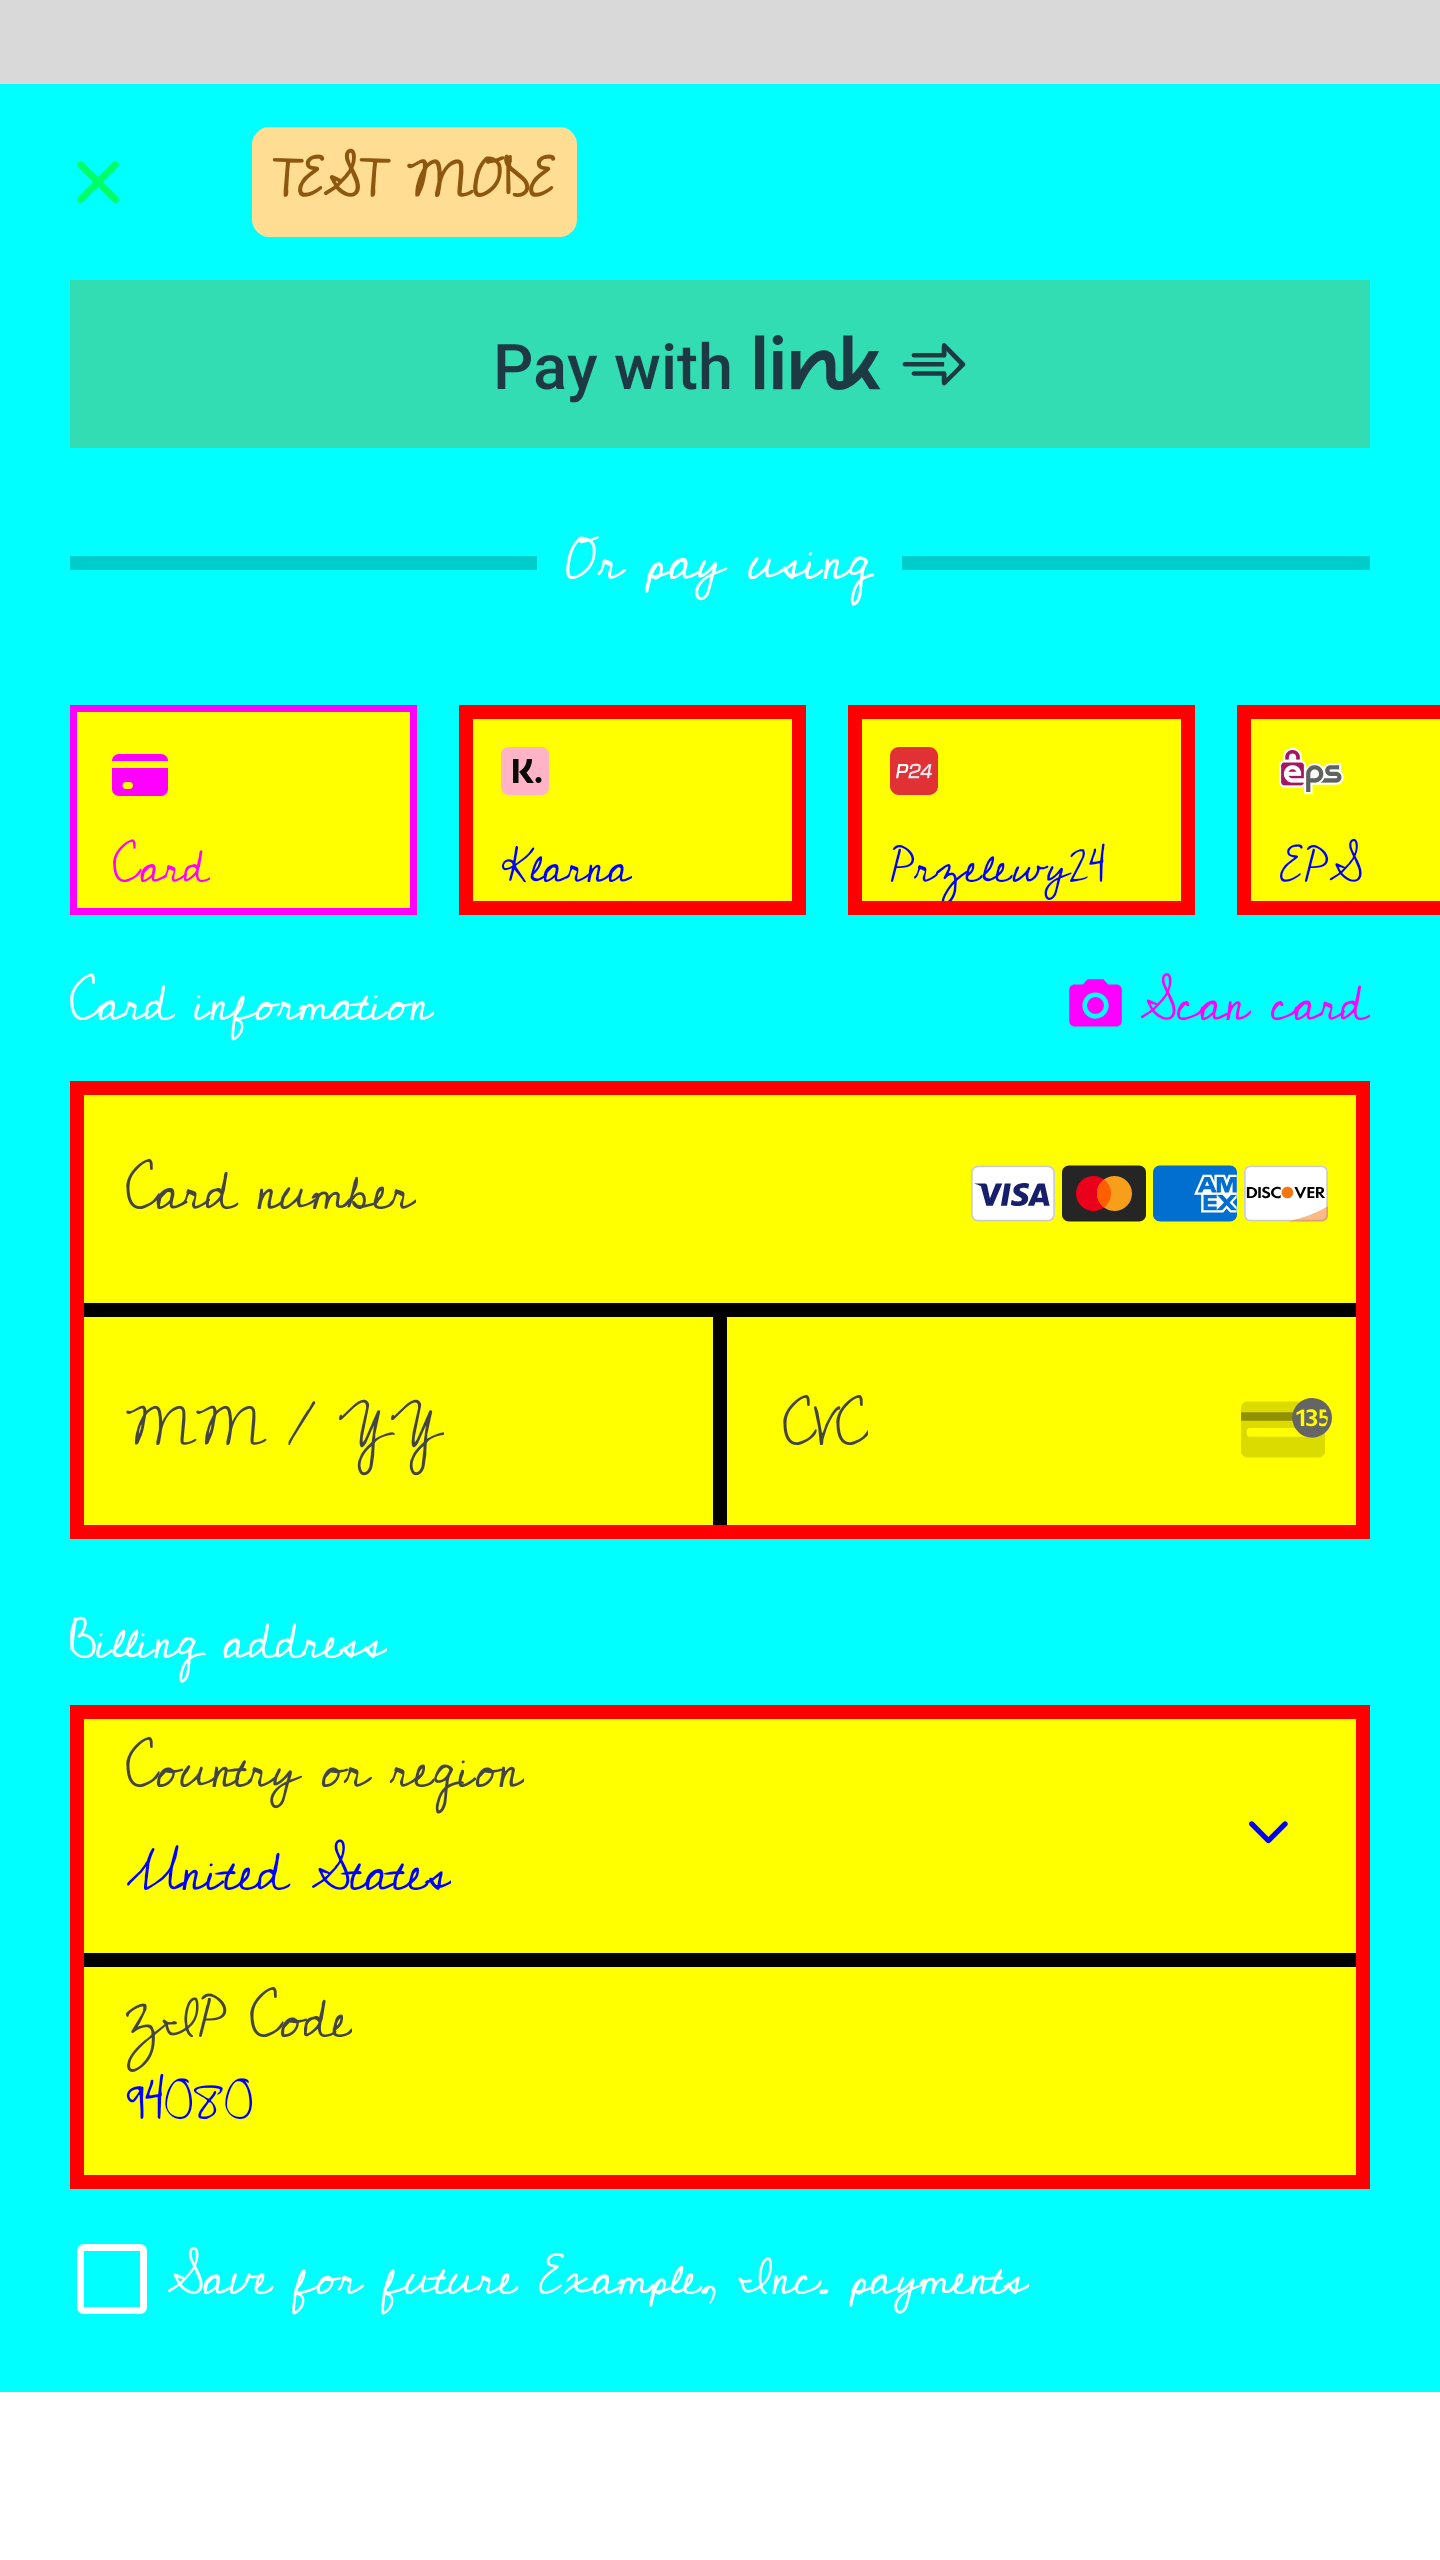 TEST MODE
Pay with link
Or pay using
K.
P24
eps
Card
Klarna
Przelewy24
EPS
Card information
Scan card
Card number
VISA
AM
EX
DISCOVER
MM / YY
CVC
135
Billing address
Country or region
United States
ZIP Code
94080
Save for future Example, Inc. payments